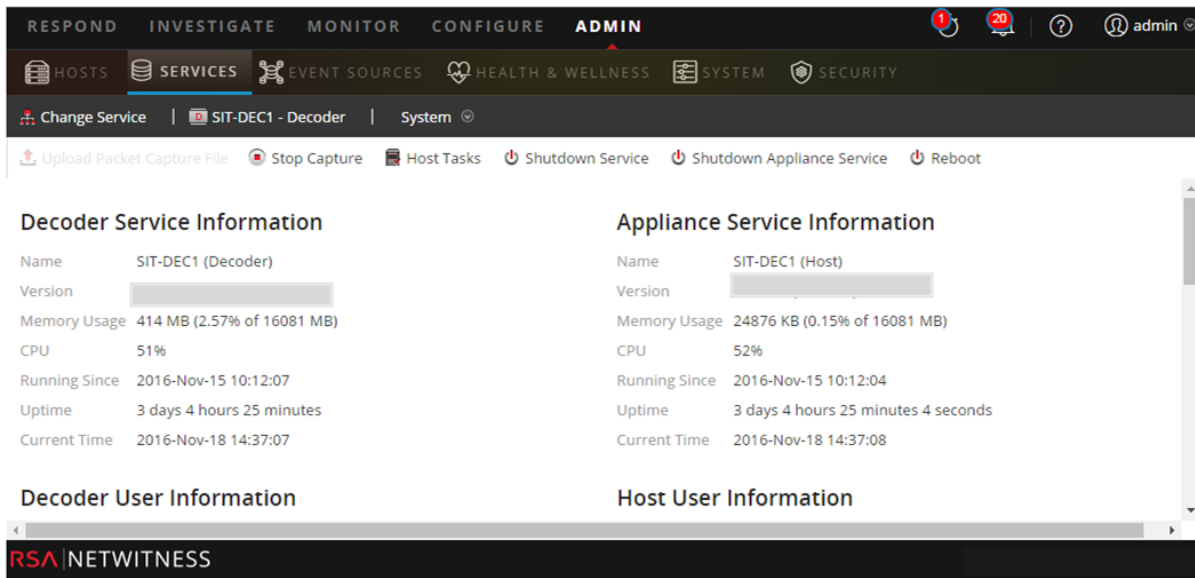 RESPOND INVESTIGATE MONITOR CONFIGURE ADMIN 1 20 ? admin
HOSTS SERVICES EVENT SOURCES HEALTH & WELLNESS SYSTEM SECURITY
Change Service | D SIT-DEC1 - Decoder | System
Upload Packet Capture File Stop Capture Host Tasks Shutdown Service Shutdown Appliance Service Reboot
Decoder Service Information
Name SIT-DEC1 (Decoder)
Version
Memory Usage 414 MB (2.57% of 16081 MB)
CPU 51%
Running Since 2016-Nov-15 10:12:07
Uptime 3 days 4 hours 25 minutes
Current Time 2016-Nov-18 14:37:07
Decoder User Information
Appliance Service Information
Name SIT-DEC1 (Host)
Version
Memory Usage 24876 KB (0.15% of 16081 MB)
CPU 52%
Running Since 2016-Nov-15 10:12:04
Uptime 3 days 4 hours 25 minutes 4 seconds
Current Time 2016-Nov-18 14:37:08
Host User Information
RSA NETWITNESS